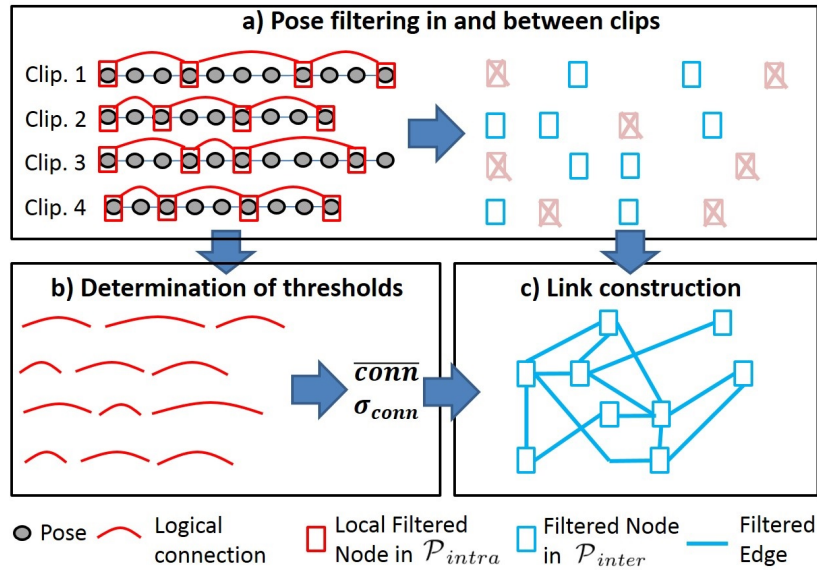 a) Pose filtering in and between clips
Clip. 1
Clip. 2
Clip. 3
Clip. 4
b) Determination of thresholds
c) Link construction
conn
σconn
Pose
Logical
connection
Local Filtered
Node in Pintra
Filtered Node
in Pinter
Filtered
Edge